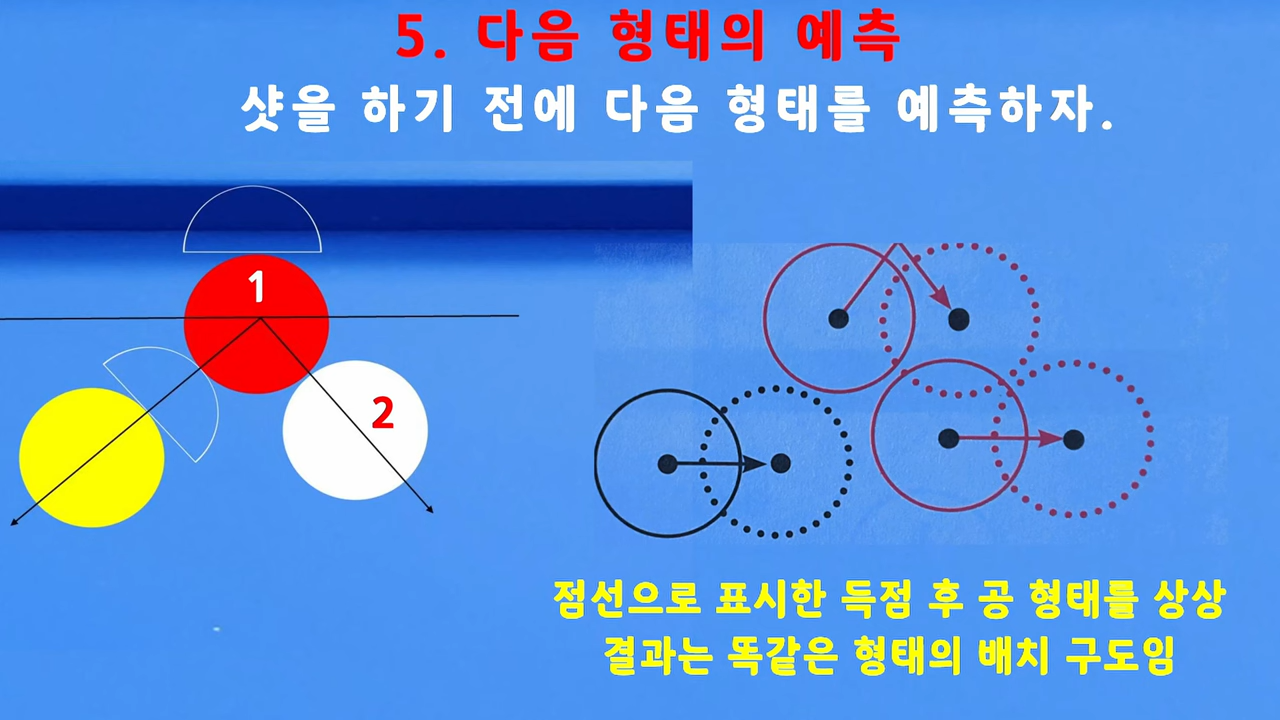 5. 다음 형태의 예측
샷을 하기 전에 다음 형태를 예측하자.
1
2
점선으로 표시한 득점 후 공 형태를 상상
결과는 똑같은 형태의 배치 구도임